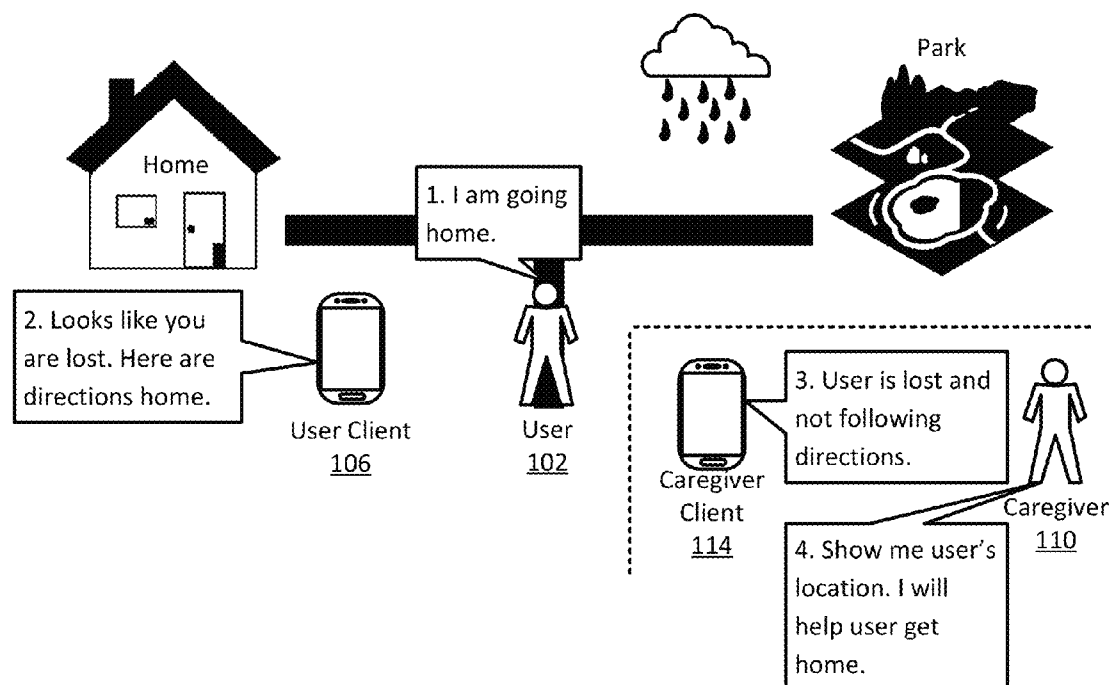 Park
Home
1. I am going
home.
2. Looks like you
are lost. Here are
directions home.
User Client
106
User
102
3. User is lost and
not following
directions.
Caregiver
Client
114
Caregiver
110
4. Show me user's
location. I will
help user get
home.